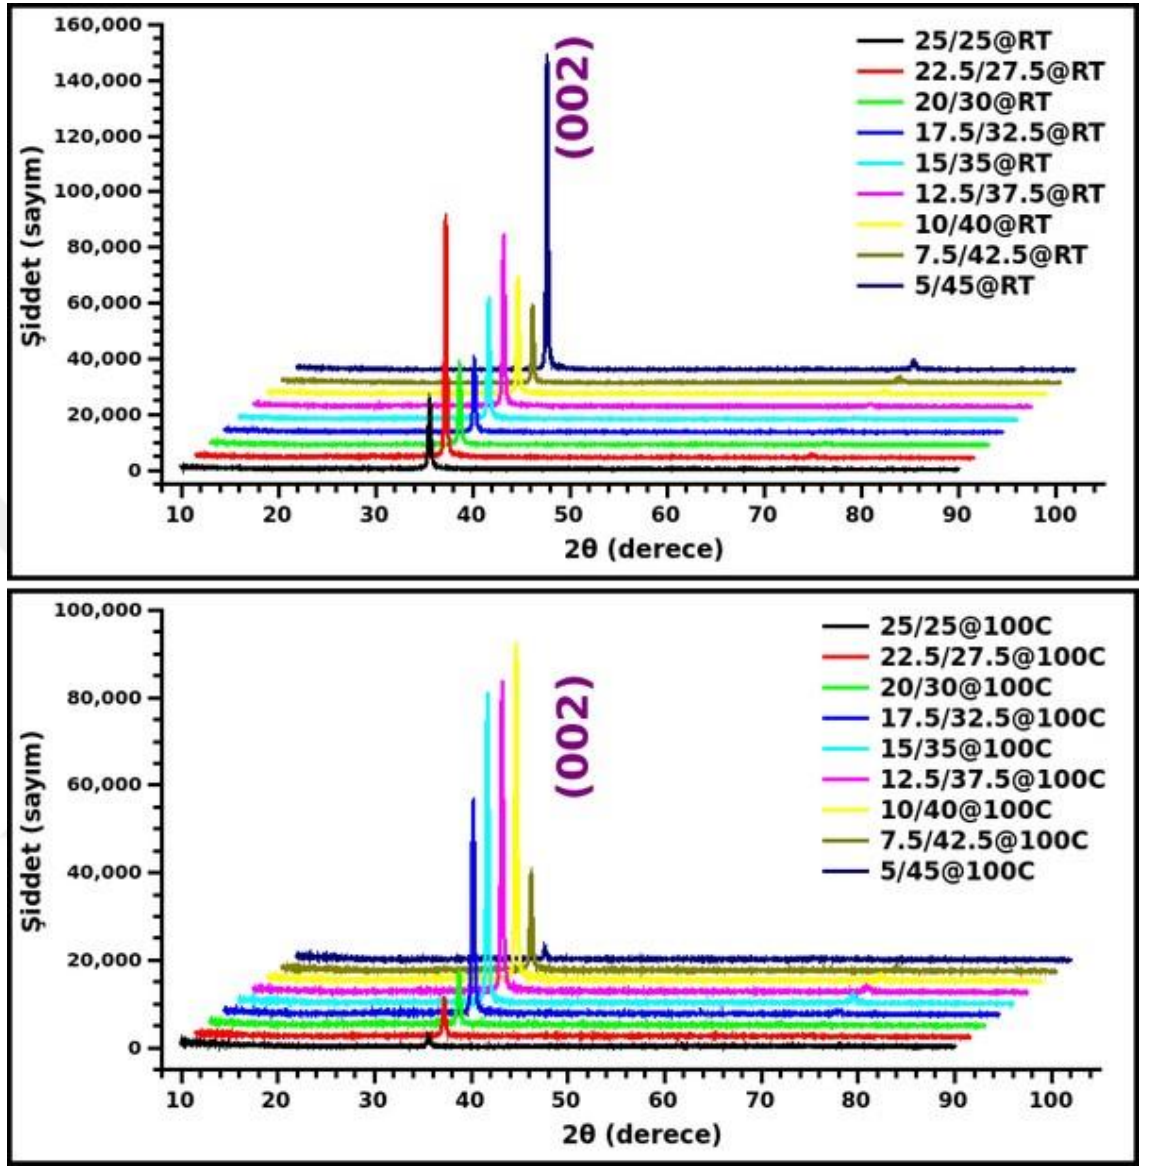 160,000
140,000
120,000
100,000
80,000
60,000
40,000
20,000
0
Şiddet (sayım)
(002)
25/25@RT
22.5/27.5@RT
20/30@RT
17.5/32.5@RT
15/35@RT
12.5/37.5@RT
10/40@RT
7.5/42.5@RT
5/45@RT
10 20 30 40 50 60 70 80 90 100
2θ (derece)
100,000
80,000
60,000
40,000
20,000
0
Şiddet (sayım)
(002)
25/25@100C
22.5/27.5@100C
20/30@100C
17.5/32.5@100C
15/35@100C
12.5/37.5@100C
10/40@100C
7.5/42.5@100C
5/45@100C
10 20 30 40 50 60 70 80 90 100
2θ (derece)